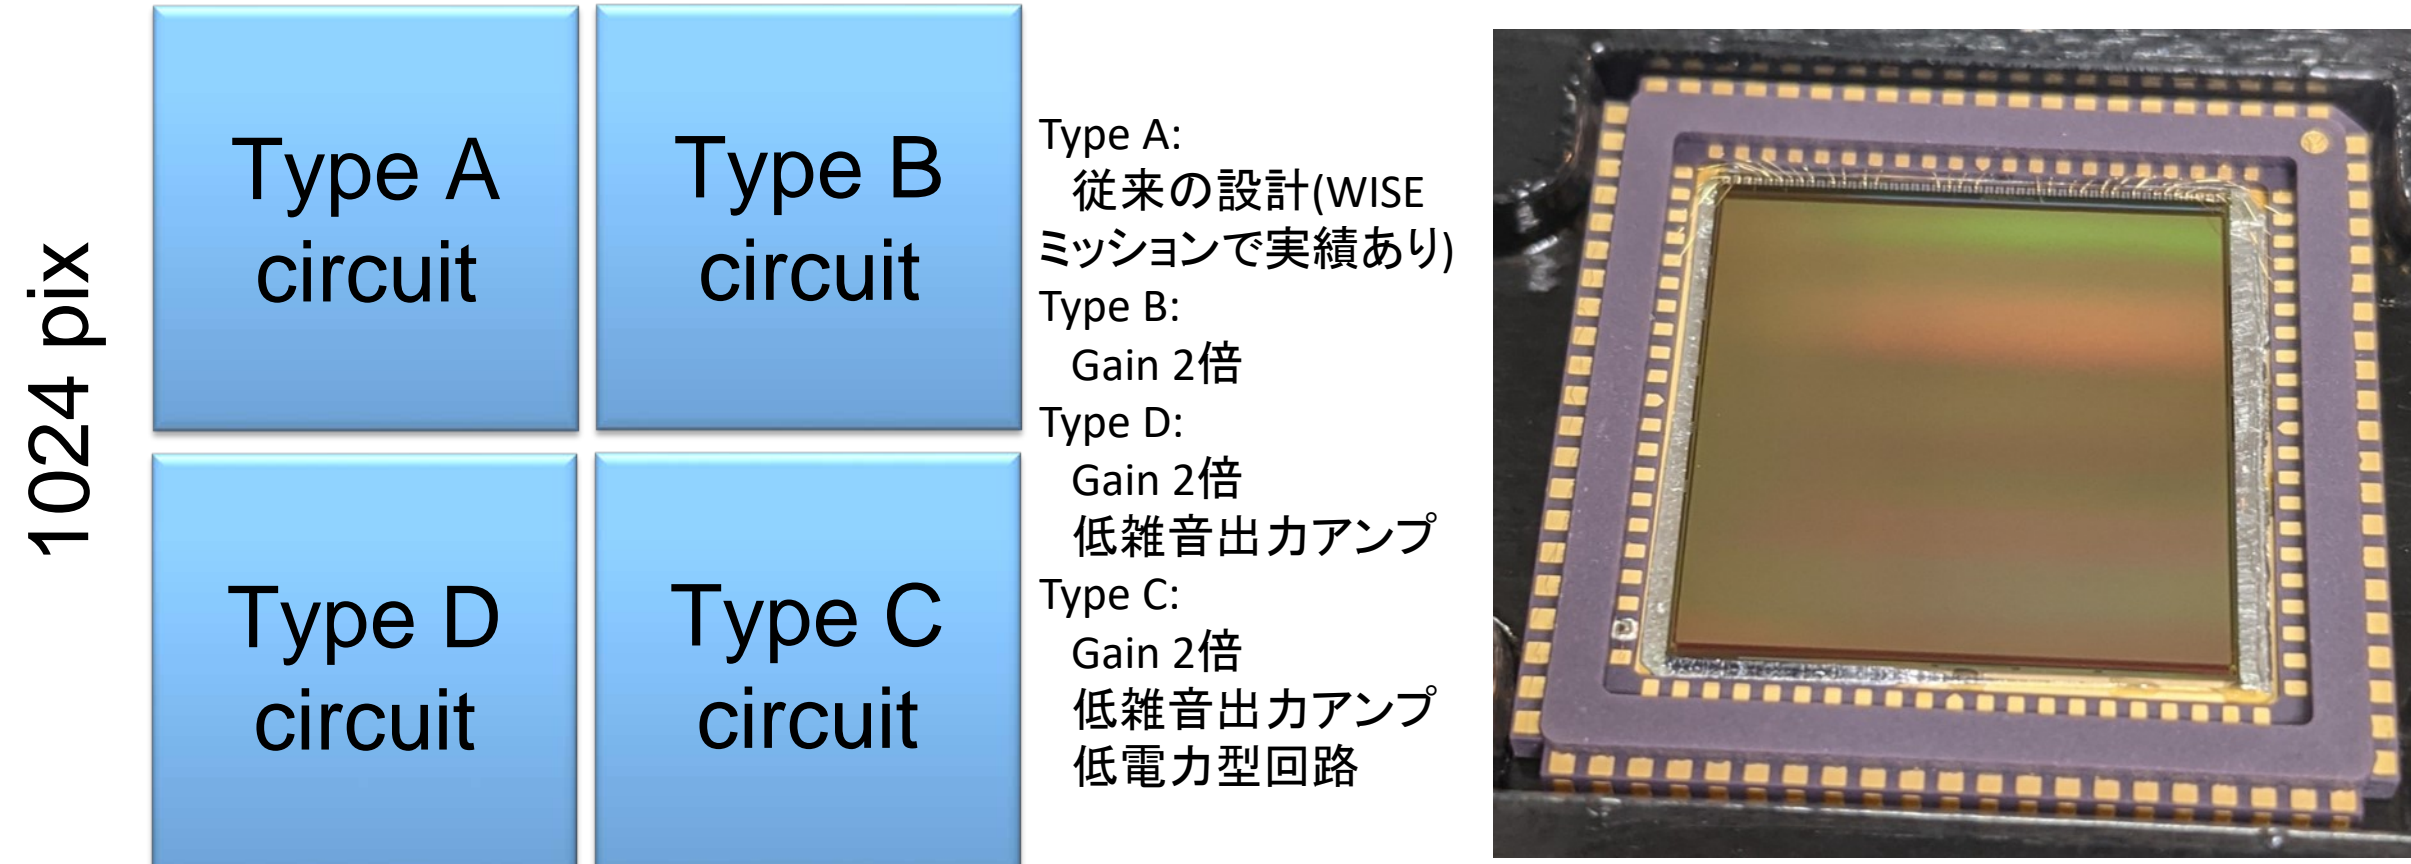 1024 pix
Type A
circuit
Type B
circuit
Type D
circuit
Type C
circuit
Type A:
従来の設計(WISE
ミッションで実績あり)
Type B:
Gain 2倍
Type D:
Gain 2倍
低雑音出力アンプ
Type C:
Gain 2倍
低雑音出力アンプ
低電力型回路